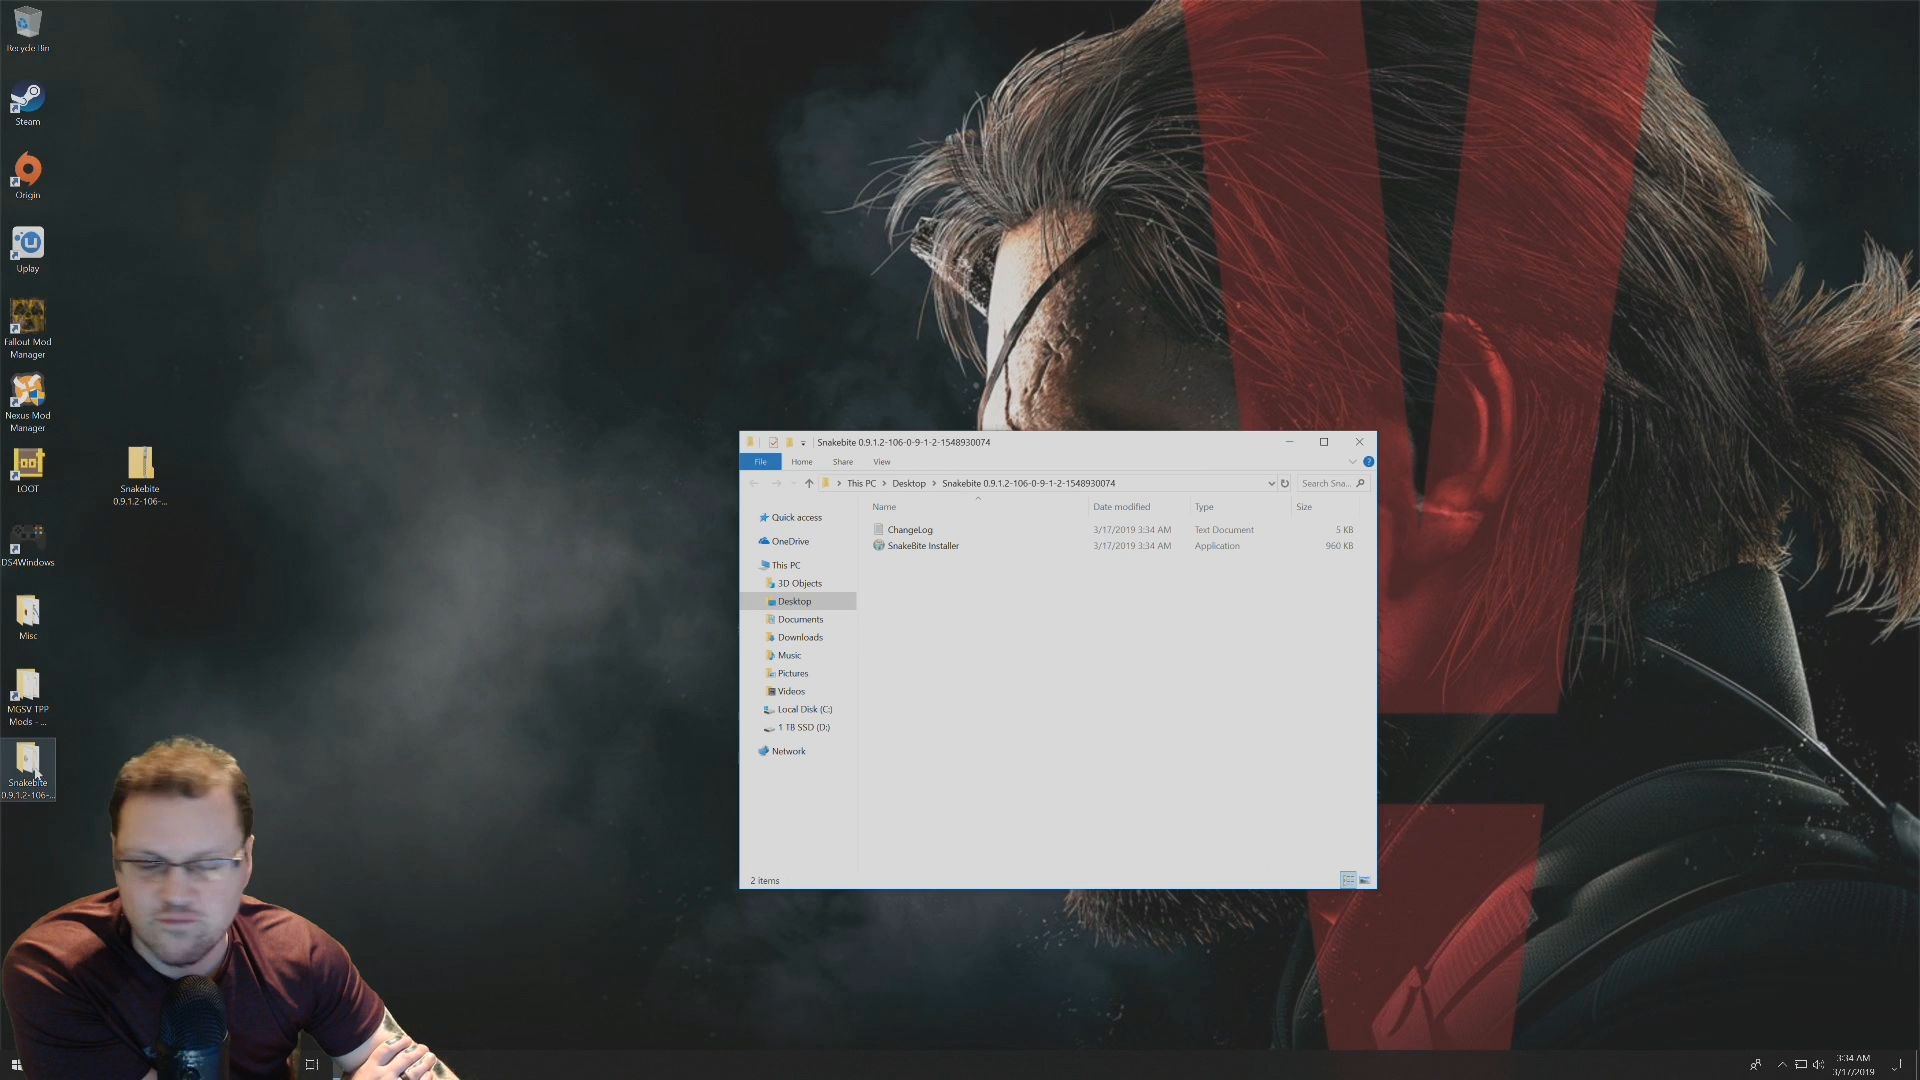 Recycle Bin
Steam
Origin
Uplay
Fallout Mod
Manager
Nexus Mod
Manager
LOOT
DS4Windows
Misc
MGSV TPP
Mods - ...
Snakebite
0.9.1.2-106-...
Snakebite
0.9.1.2-106-...
Snakebite 0.9.1.2-106-0-9-1-2-1548930074
File Home Share View
This PC > Desktop > Snakebite 0.9.1.2-106-0-9-1-2-1548930074
Search Sna...
Name Date modified Type Size
ChangeLog 3/17/2019 3:34 AM Text Document 5 KB
SnakeBite Installer 3/17/2019 3:34 AM Application 960 KB
Quick access
OneDrive
This PC
3D Objects
Desktop
Documents
Downloads
Music
Pictures
Videos
Local Disk (C:)
1 TB SSD (D:)
Network
2 items
3:34 AM
3/17/2019